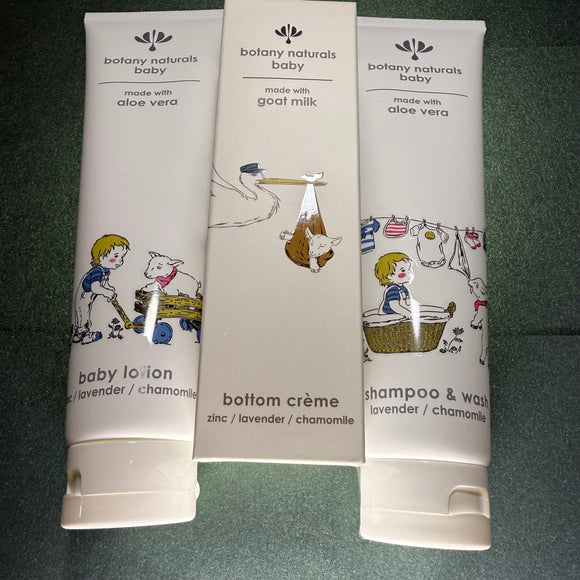 botany naturals
baby
made with
aloe vera
baby lotion
/ lavender / chamomile
botany naturals
baby
made with
goat milk
bottom crème
zinc / lavender / chamomile
botany naturals
baby
made with
aloe vera
shampoo & wash
lavender / chamomile